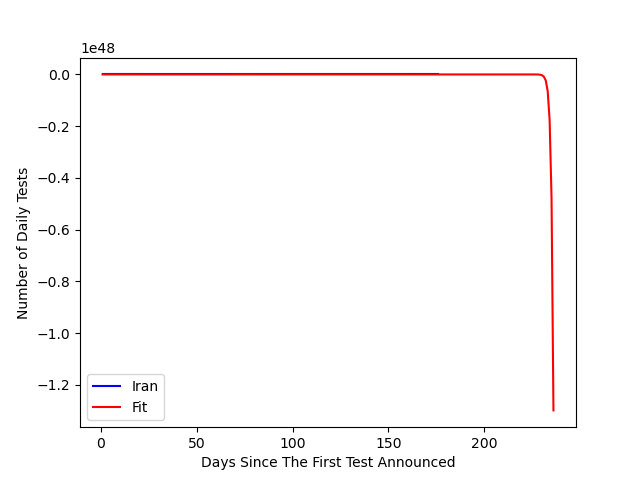 1e48
0.0
−0.2
−0.4
−0.6
−0.8
−1.0
−1.2
Number of Daily Tests
Iran
Fit
0 50 100 150 200
Days Since The First Test Announced